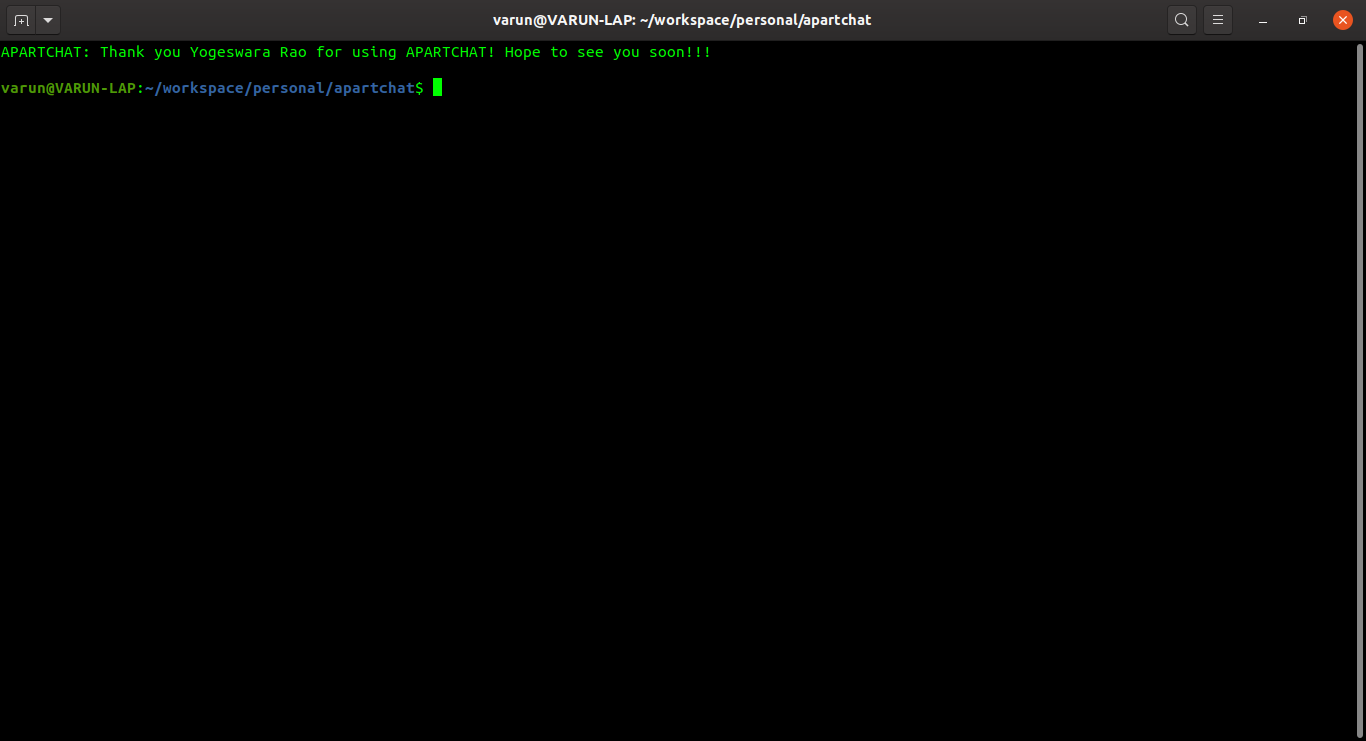 varun@VARUN-LAP: ~/workspace/personal/apartchat
APARTCHAT: Thank you Yogeswara Rao for using APARTCHAT! Hope to see you soon!!!
varun@VARUN-LAP:~/workspace/personal/apartchat$